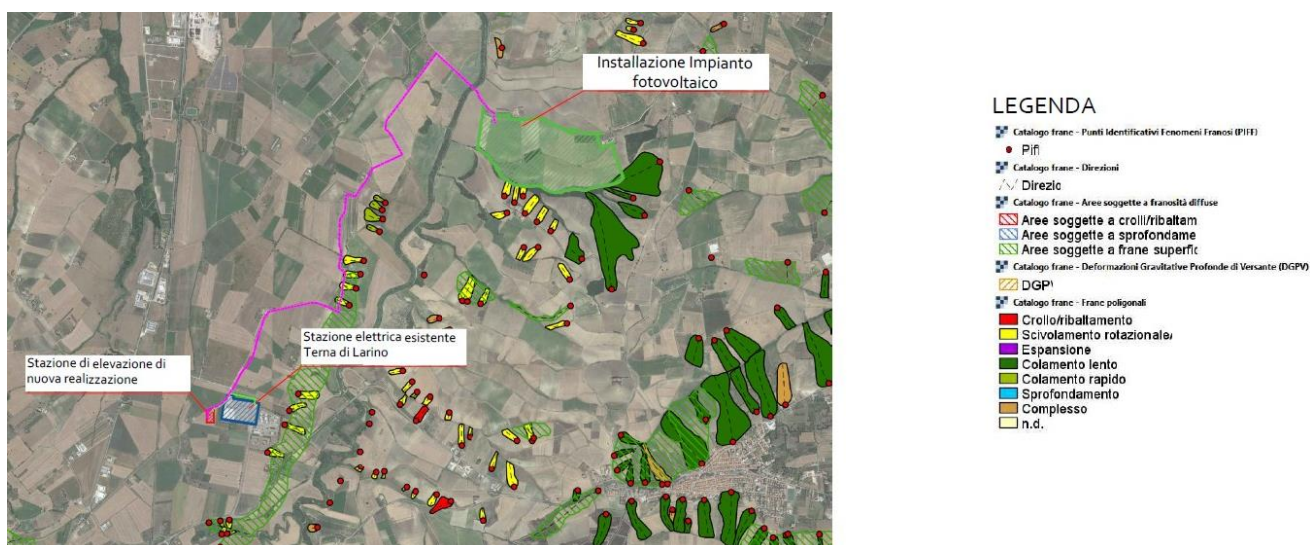 Installazione Impianto
fotovoltaico
Stazione elettrica esistente
Terna di Larino
Stazione di elevazione di
nuova realizzazione
LEGENDA
Catalogo frane - Punti Identificativi Fenomeni Franosi (PIFF)
Pifl
Catalogo frane - Direzioni
Direzic
Catalogo frane - Aree soggette a franosità diffuse
Aree soggette a crolli/ribaltam
Aree soggette a sprofondame
Aree soggette a frane superfic
Catalogo frane - Deformazioni Gravitative Profonde di Versante (DGPV)
DGP\
Catalogo frane - Frane poligonali
Crollo/ribaltamento
Scivolamento rotazionale/
Espansione
Colamento lento
Colamento rapido
Sprofondamento
Complesso
n.d.